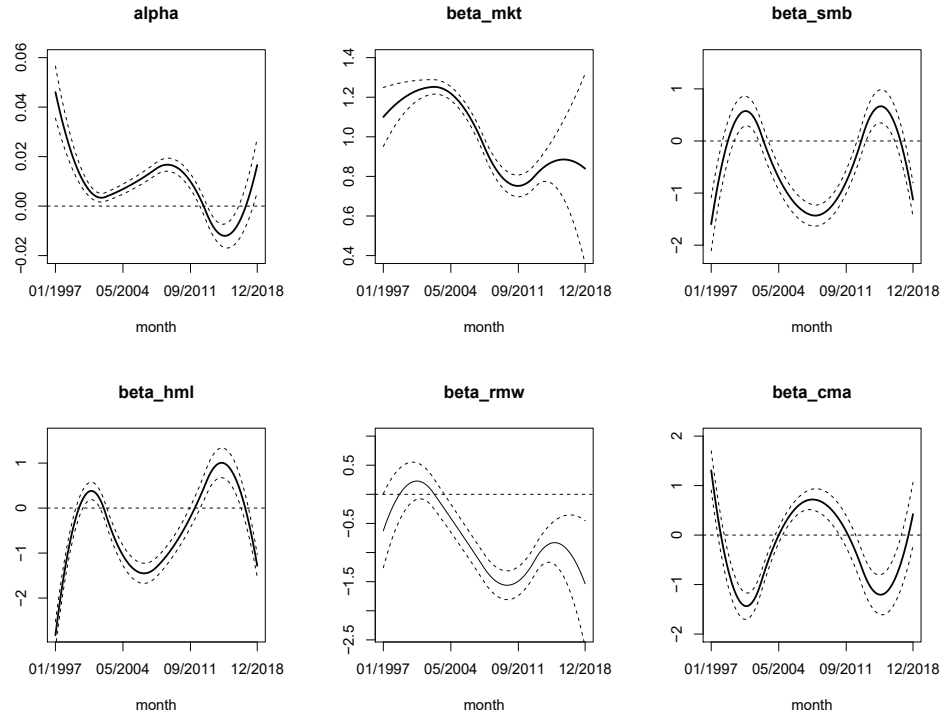 alpha
beta_mkt
beta_smb
−0.02 0.00 0.02 0.04 0.06
0.4 0.6 0.8 1.0 1.2 1.4
−2 −1 0 1
01/1997 05/2004 09/2011 12/2018
01/1997 05/2004 09/2011 12/2018
01/1997 05/2004 09/2011 12/2018
month
month
month
beta_hml
beta_rmw
beta_cma
−2 −1 0 1
−2.5 −1.5 −0.5 0.5
−2 −1 0 1 2
01/1997 05/2004 09/2011 12/2018
01/1997 05/2004 09/2011 12/2018
01/1997 05/2004 09/2011 12/2018
month
month
month